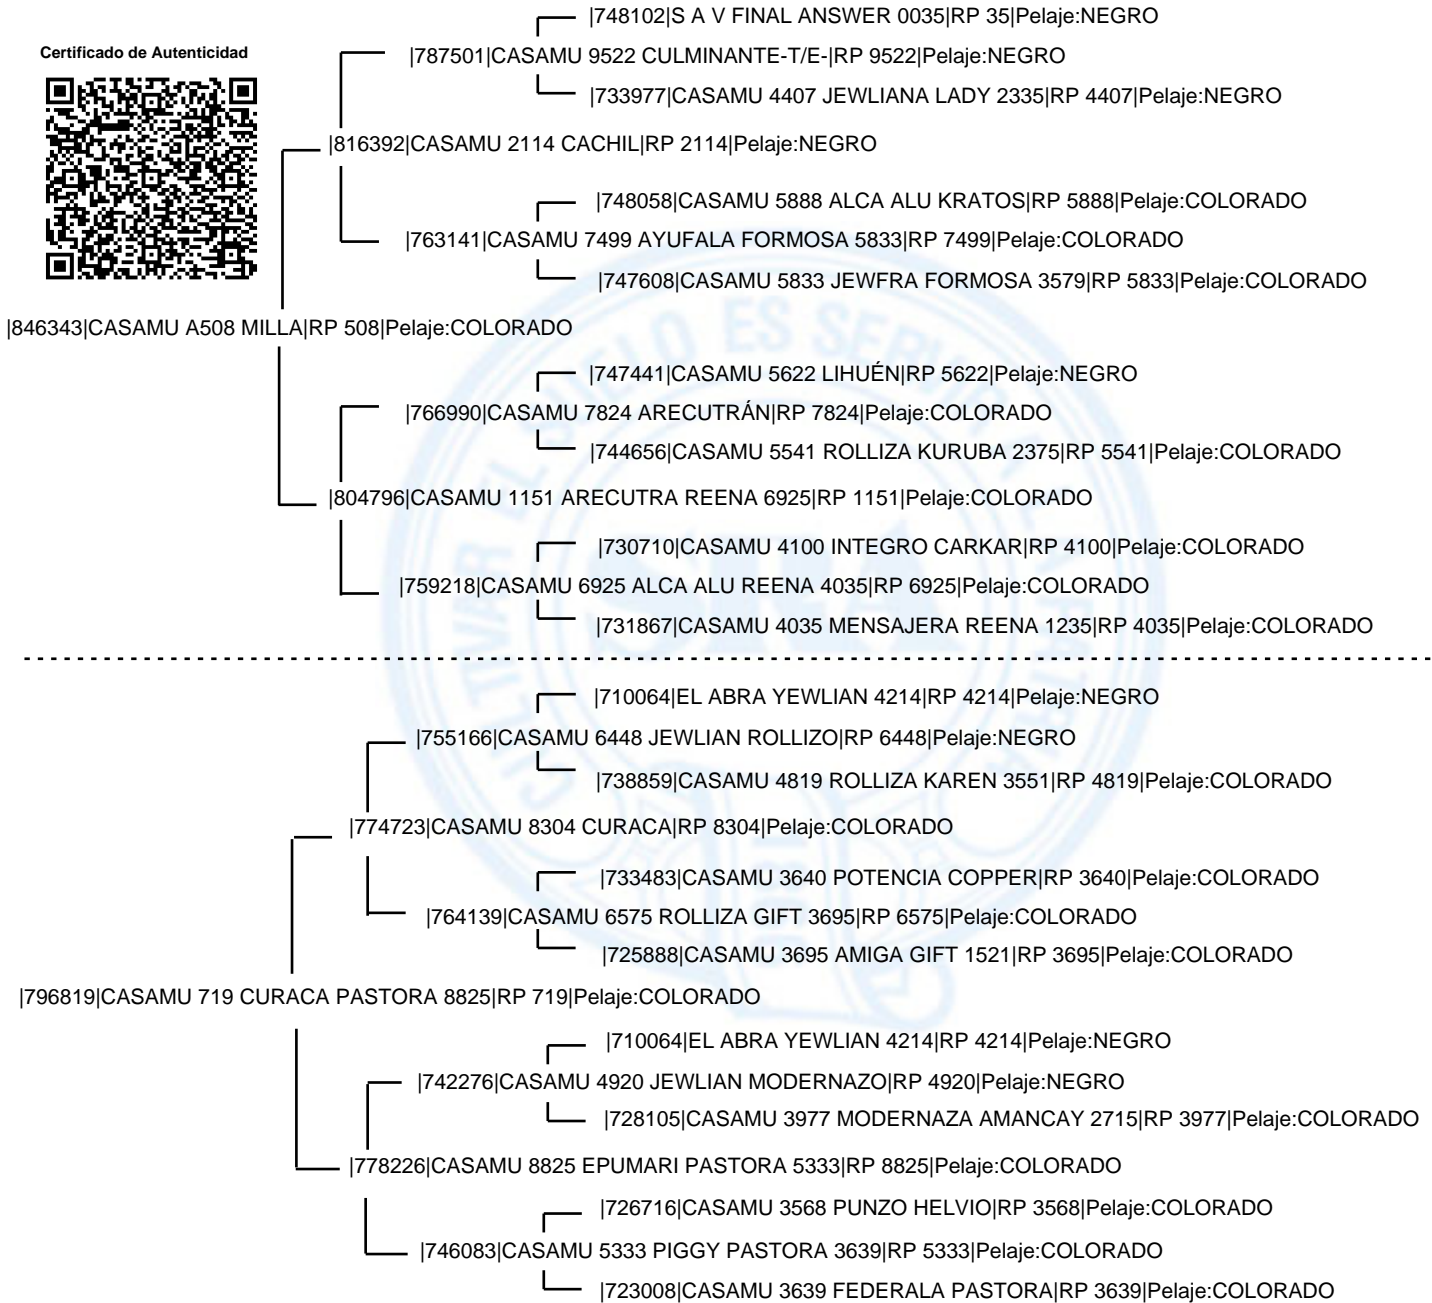 |748102|S A V FINAL ANSWER 0035|RP 35|Pelaje:NEGRO
Certificado de Autenticidad
|787501|CASAMU 9522 CULMINANTE-T/E-|RP 9522|Pelaje:NEGRO
|733977|CASAMU 4407 JEWLIANA LADY 2335|RP 4407|Pelaje:NEGRO
|816392|CASAMU 2114 CACHIL|RP 2114|Pelaje:NEGRO
|748058|CASAMU 5888 ALCA ALU KRATOS|RP 5888|Pelaje:COLORADO
|763141|CASAMU 7499 AYUFALA FORMOSA 5833|RP 7499|Pelaje:COLORADO
|747608|CASAMU 5833 JEWFRA FORMOSA 3579|RP 5833|Pelaje:COLORADO
|846343|CASAMU A508 MILLA|RP 508|Pelaje:COLORADO
|747441|CASAMU 5622 LIHUÉN|RP 5622|Pelaje:NEGRO
|766990|CASAMU 7824 ARECUTRÁN|RP 7824|Pelaje:COLORADO
|744656|CASAMU 5541 ROLLIZA KURUBA 2375|RP 5541|Pelaje:COLORADO
|804796|CASAMU 1151 ARECUTRA REENA 6925|RP 1151|Pelaje:COLORADO
|730710|CASAMU 4100 INTEGRO CARKAR|RP 4100|Pelaje:COLORADO
|759218|CASAMU 6925 ALCA ALU REENA 4035|RP 6925|Pelaje:COLORADO
|731867|CASAMU 4035 MENSAJERA REENA 1235|RP 4035|Pelaje:COLORADO
|710064|EL ABRA YEWLIAN 4214|RP 4214|Pelaje:NEGRO
|755166|CASAMU 6448 JEWLIAN ROLLIZO|RP 6448|Pelaje:NEGRO
|738859|CASAMU 4819 ROLLIZA KAREN 3551|RP 4819|Pelaje:COLORADO
|774723|CASAMU 8304 CURACA|RP 8304|Pelaje:COLORADO
|733483|CASAMU 3640 POTENCIA COPPER|RP 3640|Pelaje:COLORADO
|764139|CASAMU 6575 ROLLIZA GIFT 3695|RP 6575|Pelaje:COLORADO
|725888|CASAMU 3695 AMIGA GIFT 1521|RP 3695|Pelaje:COLORADO
|796819|CASAMU 719 CURACA PASTORA 8825|RP 719|Pelaje:COLORADO
|710064|EL ABRA YEWLIAN 4214|RP 4214|Pelaje:NEGRO
|742276|CASAMU 4920 JEWLIAN MODERNAZO|RP 4920|Pelaje:NEGRO
|728105|CASAMU 3977 MODERNAZA AMANCAY 2715|RP 3977|Pelaje:COLORADO
|778226|CASAMU 8825 EPUMARI PASTORA 5333|RP 8825|Pelaje:COLORADO
|726716|CASAMU 3568 PUNZO HELVIO|RP 3568|Pelaje:COLORADO
|746083|CASAMU 5333 PIGGY PASTORA 3639|RP 5333|Pelaje:COLORADO
|723008|CASAMU 3639 FEDERALA PASTORA|RP 3639|Pelaje:COLORADO
CULTIVAR EL SUELO ES SERVIR A LA PATRIA
SRA
1866